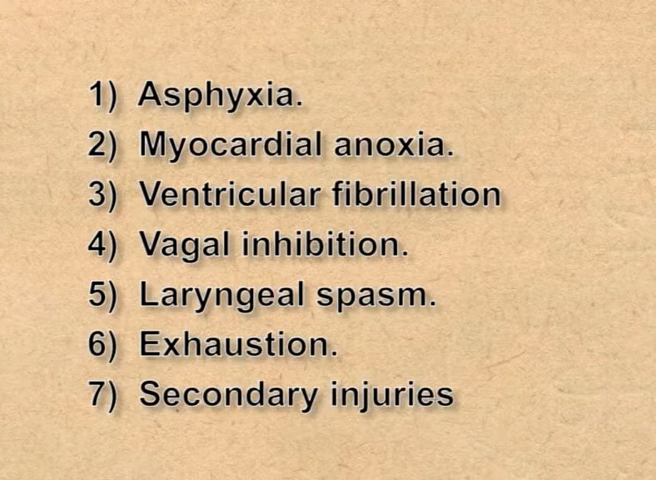 1) Asphyxia.
2) Myocardial anoxia.
3) Ventricular fibrillation
4) Vagal inhibition.
5) Laryngeal spasm.
6) Exhaustion.
7) Secondary injuries